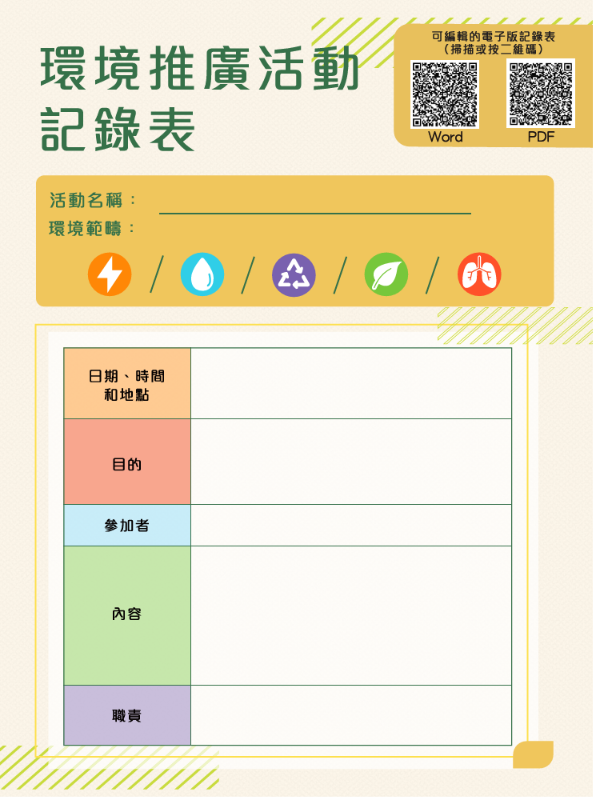 環境推廣活動
記錄表
可編輯的電子版記錄表
（掃描或按二維碼）
Word
PDF
活動名稱：
環境範疇：
日期、時間
和地點
目的
參加者
內容
職責